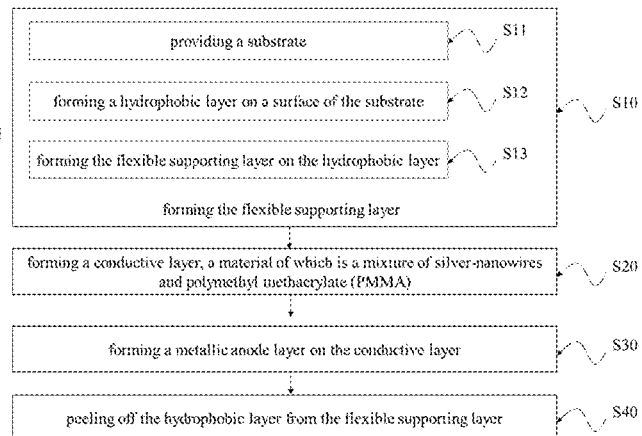 providing a substrate
S11
forming a hydrophobic layer on a surface of the substrate
S12
S10
forming the flexible supporting layer on the hydrophobic layer
S13
forming the flexible supporting layer
forming a conductive layer, a material of which is a mixture of silver-nanowires
and polymethyl methacrylate (PMMA)
S20
forming a metallic anode layer on the conductive layer
S30
peeling off the hydrophobic layer from the flexible supporting layer
S40